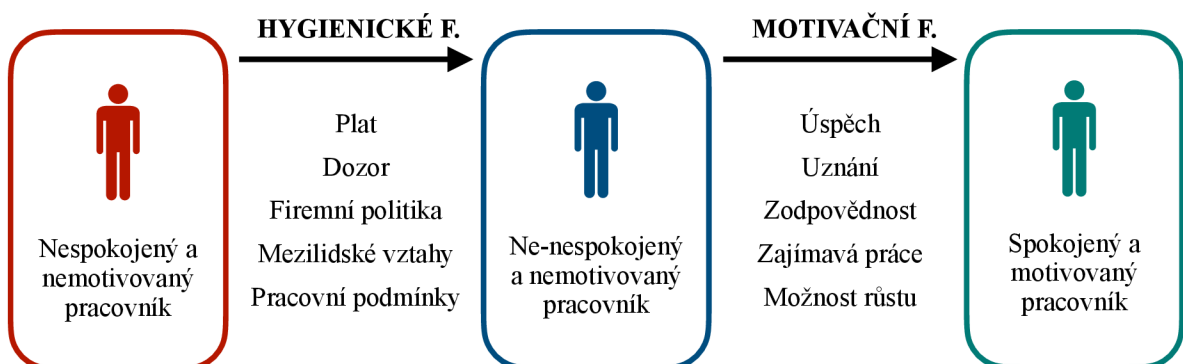 HYGIENICKÉ F.
MOTIVAČNÍ F.
Nespokojený a
nemotivovaný
pracovník
Plat
Dozor
Firemní politika
Mezilidské vztahy
Pracovní podmínky
Ne-nespokojený
a nemotivovaný
pracovník
Úspěch
Uznání
Zodpovědnost
Zajímavá práce
Možnost růstu
Spokojený a
motivovaný
pracovník